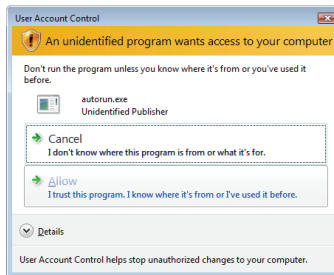 User Account Control
An unidentified program wants access to your computer
Don't run the program unless you know where it's from or you've used it
before.
autorun.exe
Unidentified Publisher
Cancel
I don't know where this program is from or what it's for.
Allow
I trust this program. I know where it's from or I've used it before.
Details
User Account Control helps stop unauthorized changes to your computer.